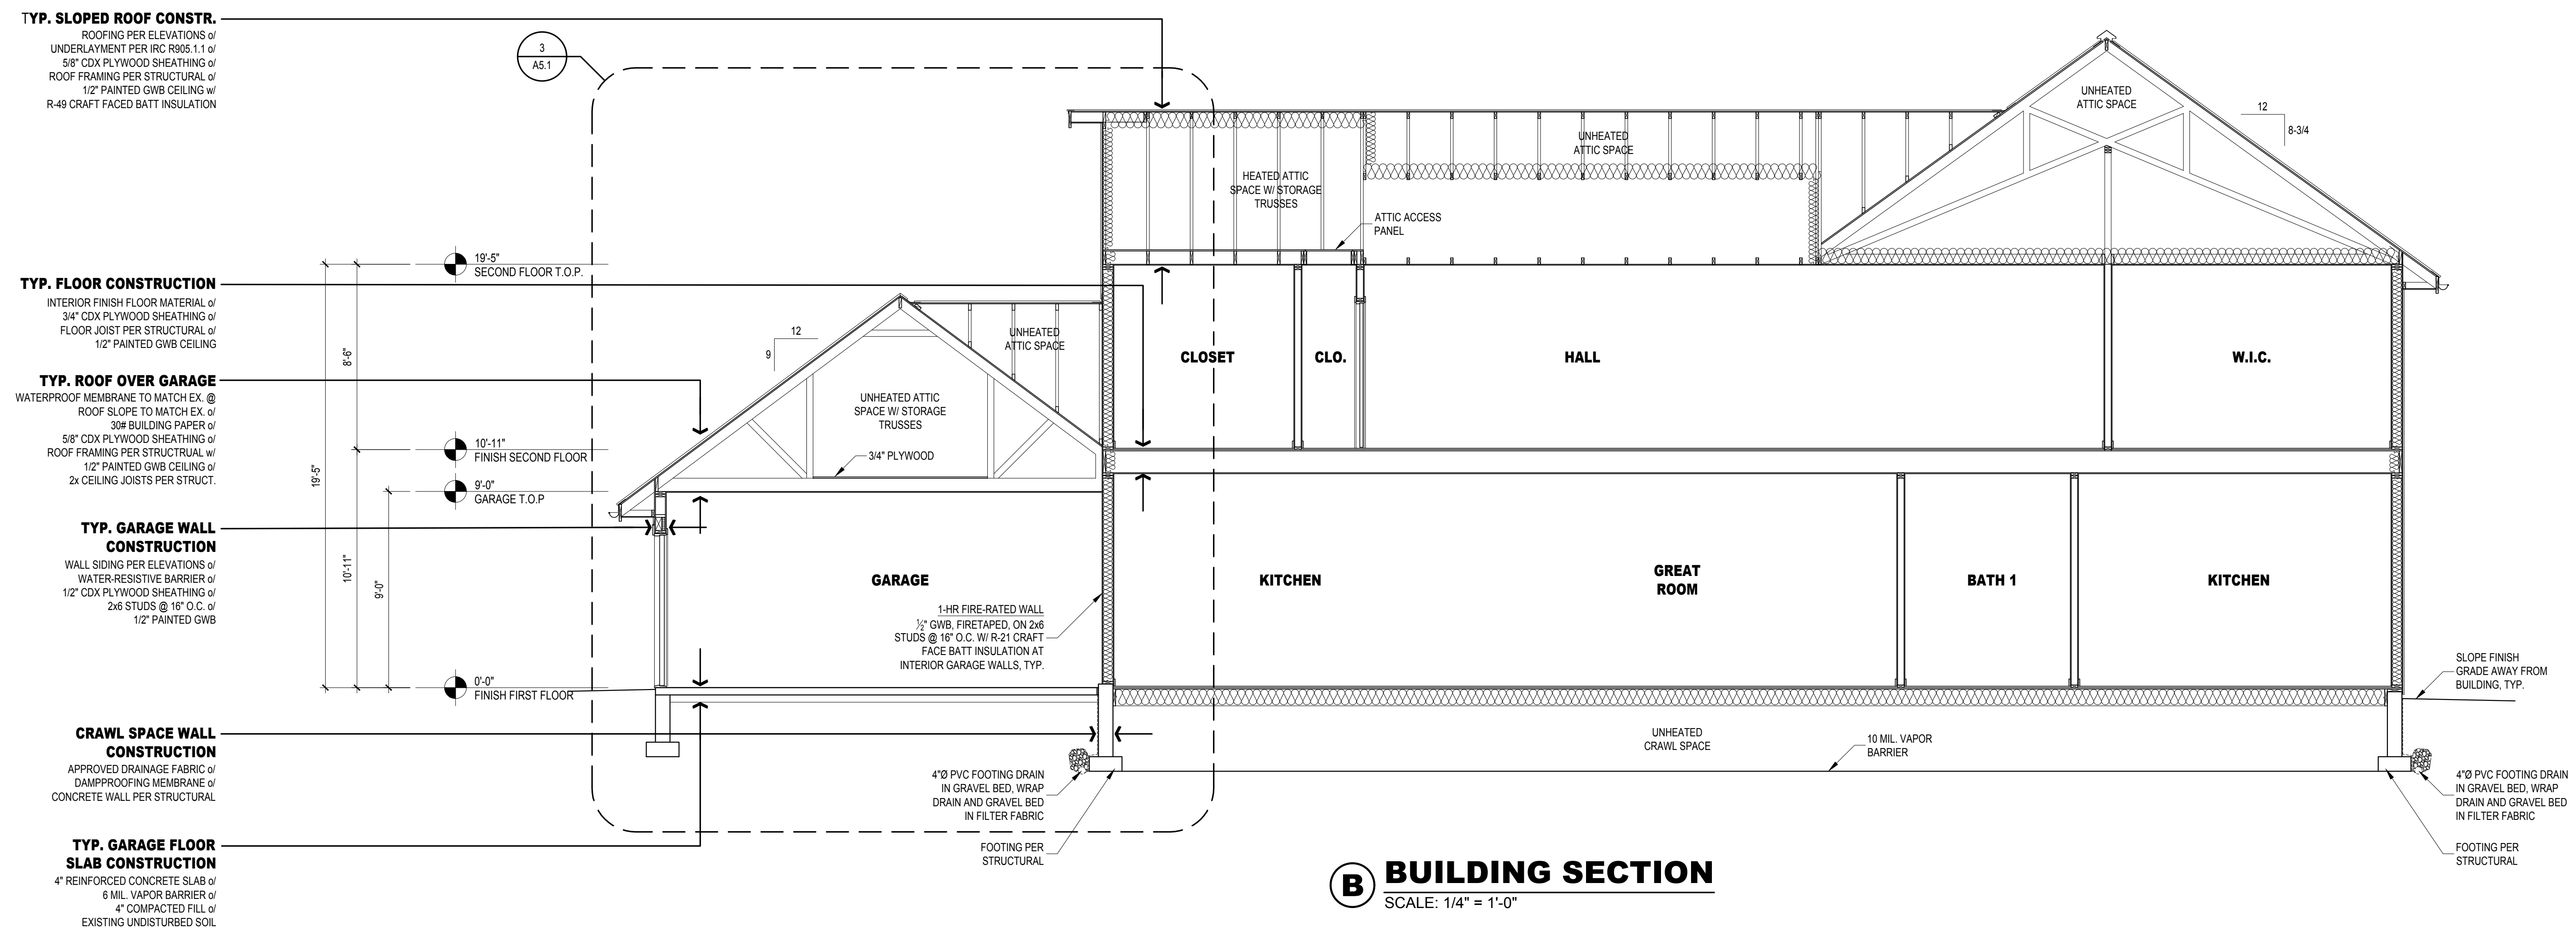 TYP. SLOPED ROOF CONSTR.
ROOFING PER ELEVATIONS o/
UNDERLAYMENT PER IRC R905.1.1 o/
5/8" CDX PLYWOOD SHEATHING o/
ROOF FRAMING PER STRUCTURAL o/
1/2" PAINTED GWB CEILING w/
R-49 CRAFT FACED BATT INSULATION
TYP. FLOOR CONSTRUCTION
INTERIOR FINISH FLOOR MATERIAL o/
3/4" CDX PLYWOOD SHEATHING o/
FLOOR JOIST PER STRUCTURAL o/
1/2" PAINTED GWB CEILING
TYP. ROOF OVER GARAGE
WATERPROOF MEMBRANE TO MATCH EX. @
ROOF SLOPE TO MATCH EX. o/
30# BUILDING PAPER o/
5/8" CDX PLYWOOD SHEATHING o/
ROOF FRAMING PER STRUCTRUAL w/
1/2" PAINTED GWB CEILING o/
2x CEILING JOISTS PER STRUCT.
TYP. GARAGE WALL
CONSTRUCTION
WALL SIDING PER ELEVATIONS o/
WATER-RESISTIVE BARRIER o/
1/2" CDX PLYWOOD SHEATHING o/
2x6 STUDS @ 16" O.C. o/
1/2" PAINTED GWB
CRAWL SPACE WALL
CONSTRUCTION
APPROVED DRAINAGE FABRIC o/
DAMPPROOFING MEMBRANE o/
CONCRETE WALL PER STRUCTURAL
TYP. GARAGE FLOOR
SLAB CONSTRUCTION
4" REINFORCED CONCRETE SLAB o/
6 MIL. VAPOR BARRIER o/
4" COMPACTED FILL o/
EXISTING UNDISTURBED SOIL
3
A5.1
19'-5"
SECOND FLOOR T.O.P.
10'-11"
FINISH SECOND FLOOR
9'-0"
GARAGE T.O.P
0'-0"
FINISH FIRST FLOOR
19'-5"
8'-6"
10'-11"
9'-0"
12
9
UNHEATED
ATTIC SPACE
UNHEATED ATTIC
SPACE W/ STORAGE
TRUSSES
3/4" PLYWOOD
GARAGE
1-HR FIRE-RATED WALL
½" GWB, FIRETAPED, ON 2x6
STUDS @ 16" O.C. W/ R-21 CRAFT
FACE BATT INSULATION AT
INTERIOR GARAGE WALLS, TYP.
4"Ø PVC FOOTING DRAIN
IN GRAVEL BED, WRAP
DRAIN AND GRAVEL BED
IN FILTER FABRIC
FOOTING PER
STRUCTURAL
HEATED ATTIC
SPACE W/ STORAGE
TRUSSES
ATTIC ACCESS
PANEL
UNHEATED
ATTIC SPACE
UNHEATED
ATTIC SPACE
12
8-3/4
CLOSET
CLO.
HALL
W.I.C.
KITCHEN
GREAT
ROOM
BATH 1
KITCHEN
UNHEATED
CRAWL SPACE
10 MIL. VAPOR
BARRIER
SLOPE FINISH
GRADE AWAY FROM
BUILDING, TYP.
4"Ø PVC FOOTING DRAIN
IN GRAVEL BED, WRAP
DRAIN AND GRAVEL BED
IN FILTER FABRIC
FOOTING PER
STRUCTURAL
B
BUILDING SECTION
SCALE: 1/4" = 1'-0"